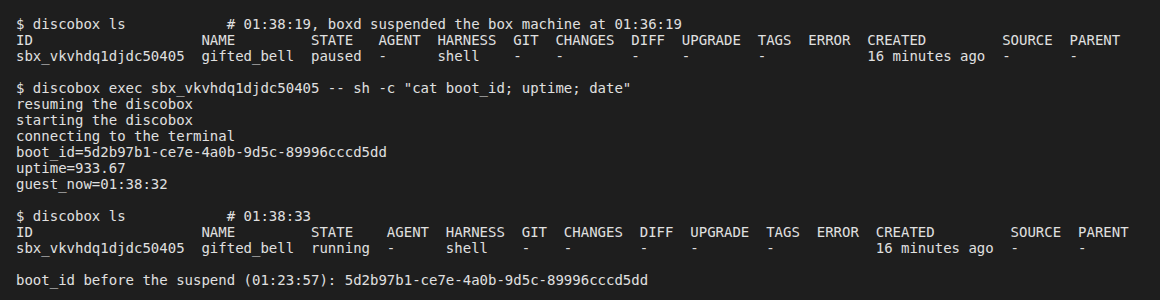 $ discobox ls            # 01:38:19, boxd suspended the box machine at 01:36:19
ID                    NAME         STATE   AGENT  HARNESS  GIT  CHANGES  DIFF  UPGRADE  TAGS  ERROR  CREATED         SOURCE  PARENT
sbx_vkvhdq1djdc50405  gifted_bell  paused  -      shell    -    -        -     -        -            16 minutes ago  -       -
$ discobox exec sbx_vkvhdq1djdc50405 -- sh -c "cat boot_id; uptime; date"
resuming the discobox
starting the discobox
connecting to the terminal
boot_id=5d2b97b1-ce7e-4a0b-9d5c-89996cccd5dd
uptime=933.67
guest_now=01:38:32
$ discobox ls            # 01:38:33
ID                    NAME         STATE    AGENT  HARNESS  GIT  CHANGES  DIFF  UPGRADE  TAGS  ERROR  CREATED         SOURCE  PARENT
sbx_vkvhdq1djdc50405  gifted_bell  running  -      shell    -    -        -     -        -            16 minutes ago  -       -
boot_id before the suspend (01:23:57): 5d2b97b1-ce7e-4a0b-9d5c-89996cccd5dd